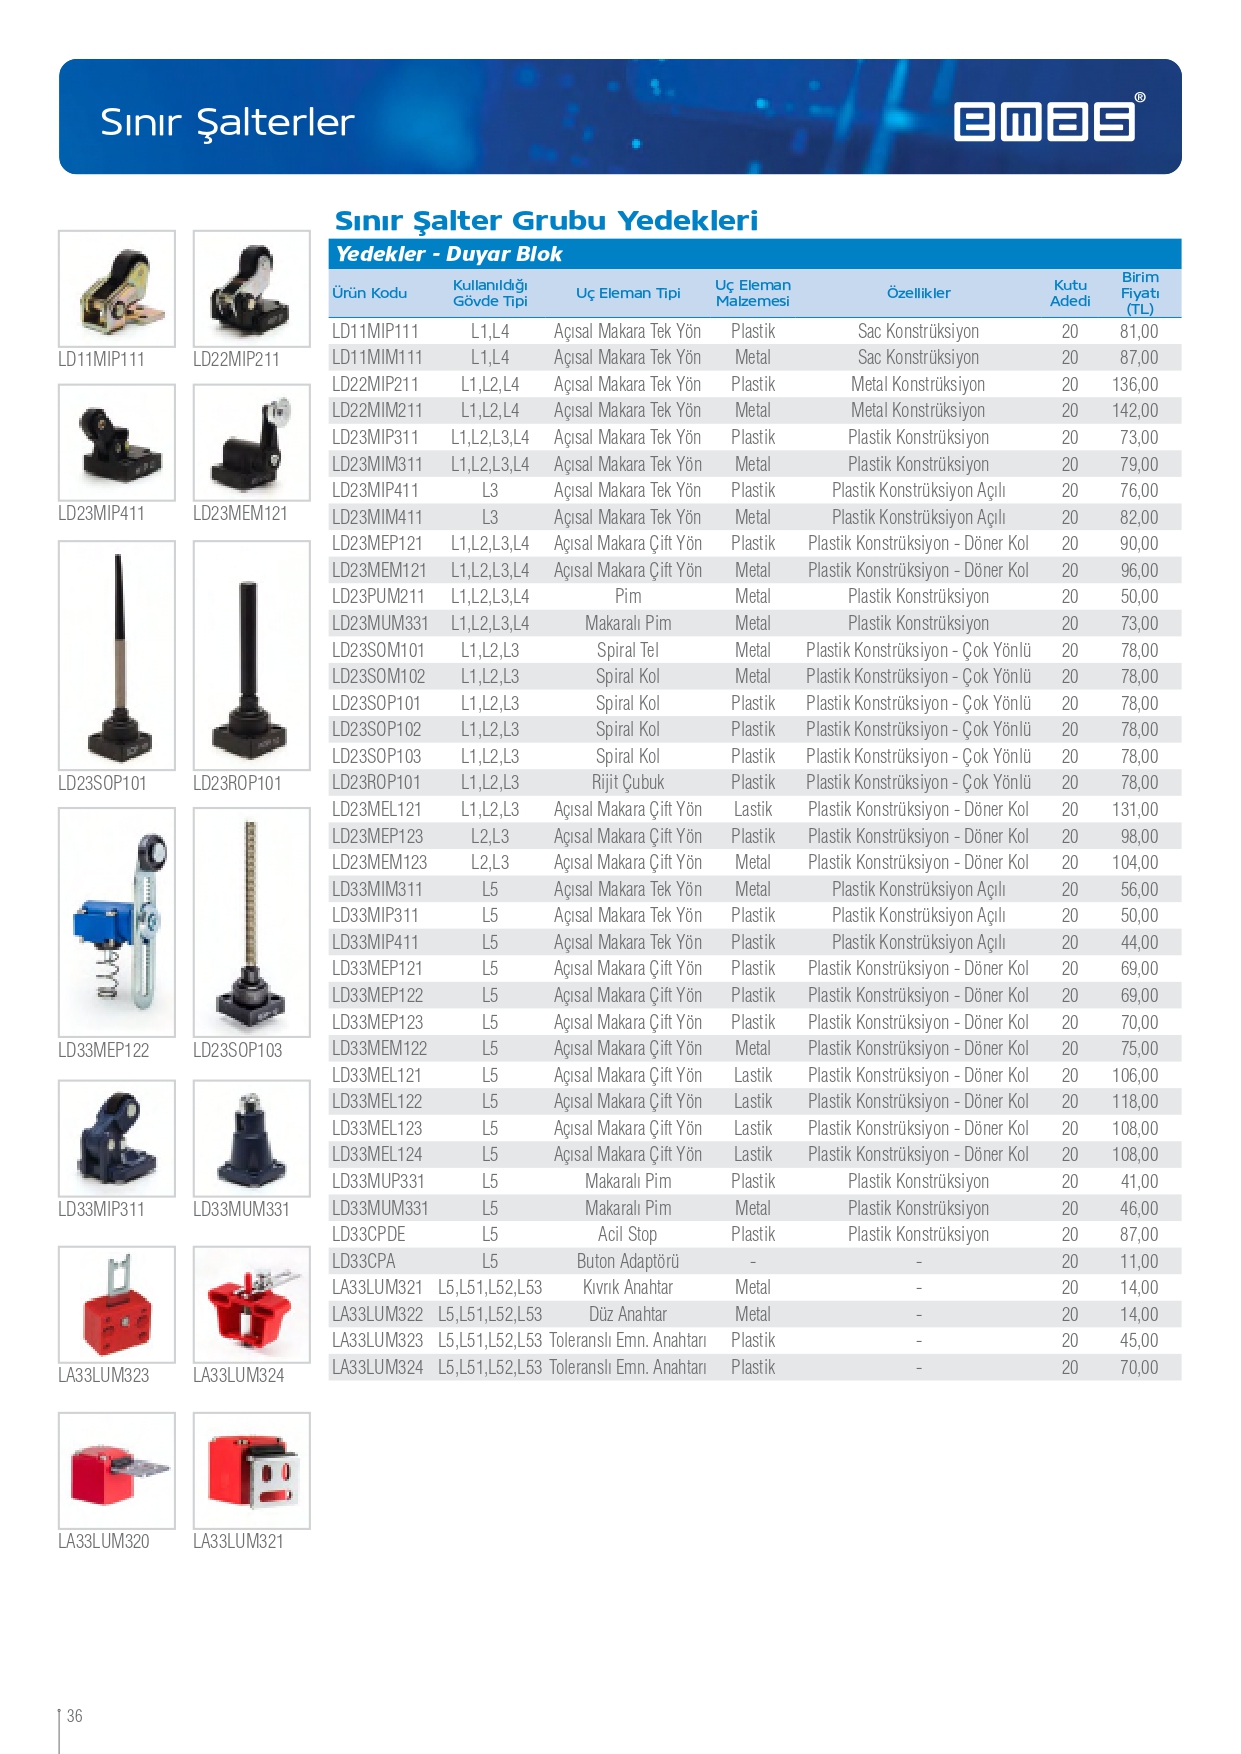 Sınır Şalterler
emas®
Sınır Şalter Grubu Yedekleri
Yedekler - Duyar Blok
Ürün Kodu Kullanıldığı Gövde Tipi Uç Eleman Tipi Uç Eleman Malzemesi Özellikler Kutu Adedi Birim Fiyatı (TL)
LD11MIP111 L1,L4 Açısal Makara Tek Yön Plastik Sac Konstrüksiyon 20 81,00
LD11MIM111 L1,L4 Açısal Makara Tek Yön Metal Sac Konstrüksiyon 20 87,00
LD22MIP211 L1,L2,L4 Açısal Makara Tek Yön Plastik Metal Konstrüksiyon 20 136,00
LD22MIM211 L1,L2,L4 Açısal Makara Tek Yön Metal Metal Konstrüksiyon 20 142,00
LD23MIP311 L1,L2,L3,L4 Açısal Makara Tek Yön Plastik Plastik Konstrüksiyon 20 73,00
LD23MIM311 L1,L2,L3,L4 Açısal Makara Tek Yön Metal Plastik Konstrüksiyon 20 79,00
LD23MIP411 L3 Açısal Makara Tek Yön Plastik Plastik Konstrüksiyon Açılı 20 76,00
LD23MIM411 L3 Açısal Makara Tek Yön Metal Plastik Konstrüksiyon Açılı 20 82,00
LD23MEP121 L1,L2,L3,L4 Açısal Makara Çift Yön Plastik Plastik Konstrüksiyon - Döner Kol 20 90,00
LD23MEM121 L1,L2,L3,L4 Açısal Makara Çift Yön Metal Plastik Konstrüksiyon - Döner Kol 20 96,00
LD23PUM211 L1,L2,L3,L4 Pim Metal Plastik Konstrüksiyon 20 50,00
LD23MUM331 L1,L2,L3,L4 Makaralı Pim Metal Plastik Konstrüksiyon 20 73,00
LD23SOM101 L1,L2,L3 Spiral Tel Metal Plastik Konstrüksiyon - Çok Yönlü 20 78,00
LD23SOM102 L1,L2,L3 Spiral Kol Metal Plastik Konstrüksiyon - Çok Yönlü 20 78,00
LD23SOP101 L1,L2,L3 Spiral Kol Plastik Plastik Konstrüksiyon - Çok Yönlü 20 78,00
LD23SOP102 L1,L2,L3 Spiral Kol Plastik Plastik Konstrüksiyon - Çok Yönlü 20 78,00
LD23SOP103 L1,L2,L3 Spiral Kol Plastik Plastik Konstrüksiyon - Çok Yönlü 20 78,00
LD23ROP101 L1,L2,L3 Rijit Çubuk Plastik Plastik Konstrüksiyon - Çok Yönlü 20 78,00
LD23MEL121 L1,L2,L3 Açısal Makara Çift Yön Lastik Plastik Konstrüksiyon - Döner Kol 20 131,00
LD23MEP123 L2,L3 Açısal Makara Çift Yön Plastik Plastik Konstrüksiyon - Döner Kol 20 98,00
LD23MEM123 L2,L3 Açısal Makara Çift Yön Metal Plastik Konstrüksiyon - Döner Kol 20 104,00
LD33MIM311 L5 Açısal Makara Tek Yön Metal Plastik Konstrüksiyon Açılı 20 56,00
LD33MIP311 L5 Açısal Makara Tek Yön Plastik Plastik Konstrüksiyon Açılı 20 50,00
LD33MIP411 L5 Açısal Makara Tek Yön Plastik Plastik Konstrüksiyon Açılı 20 44,00
LD33MEP121 L5 Açısal Makara Çift Yön Plastik Plastik Konstrüksiyon - Döner Kol 20 69,00
LD33MEP122 L5 Açısal Makara Çift Yön Plastik Plastik Konstrüksiyon - Döner Kol 20 69,00
LD33MEP123 L5 Açısal Makara Çift Yön Plastik Plastik Konstrüksiyon - Döner Kol 20 70,00
LD33MEM122 L5 Açısal Makara Çift Yön Metal Plastik Konstrüksiyon - Döner Kol 20 75,00
LD33MEL121 L5 Açısal Makara Çift Yön Lastik Plastik Konstrüksiyon - Döner Kol 20 106,00
LD33MEL122 L5 Açısal Makara Çift Yön Lastik Plastik Konstrüksiyon - Döner Kol 20 118,00
LD33MEL123 L5 Açısal Makara Çift Yön Lastik Plastik Konstrüksiyon - Döner Kol 20 108,00
LD33MEL124 L5 Açısal Makara Çift Yön Lastik Plastik Konstrüksiyon - Döner Kol 20 108,00
LD33MUP331 L5 Makaralı Pim Plastik Plastik Konstrüksiyon 20 41,00
LD33MUM331 L5 Makaralı Pim Metal Plastik Konstrüksiyon 20 46,00
LD33CPDE L5 Acil Stop Plastik Plastik Konstrüksiyon 20 87,00
LD33CPA L5 Buton Adaptörü - - 20 11,00
LA33LUM321 L5,L51,L52,L53 Kıvrık Anahtar Metal - 20 14,00
LA33LUM322 L5,L51,L52,L53 Düz Anahtar Metal - 20 14,00
LA33LUM323 L5,L51,L52,L53 Toleranslı Emn. Anahtarı Plastik - 20 45,00
LA33LUM324 L5,L51,L52,L53 Toleranslı Emn. Anahtarı Plastik - 20 70,00
LD11MIP111 LD22MIP211
LD23MIP411 LD23MEM121
LD23SOP101 LD23ROP101
LD33MEP122 LD23SOP103
LD33MIP311 LD33MUM331
LA33LUM323 LA33LUM324
LA33LUM320 LA33LUM321
36